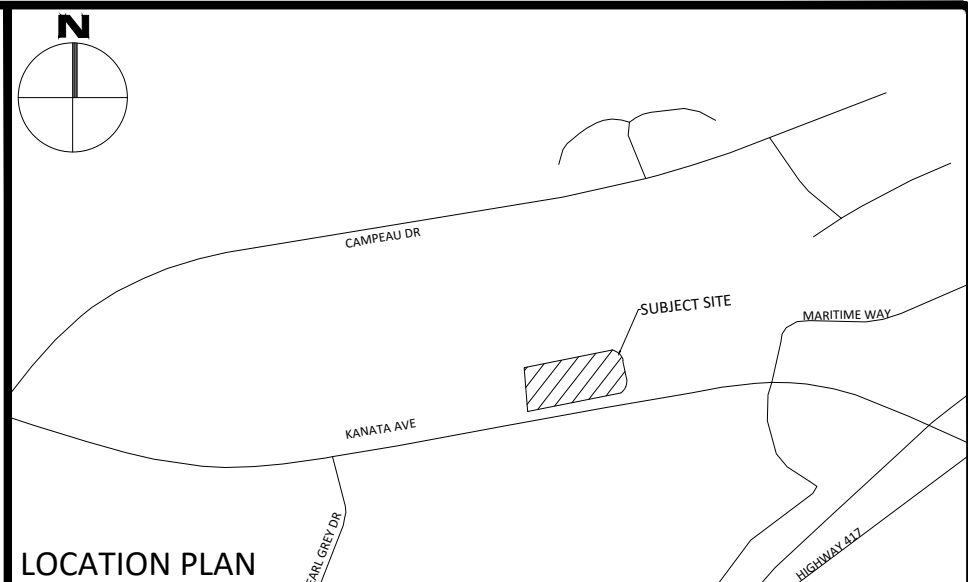 N
CAMPEAU DR
SUBJECT SITE
MARITIME WAY
KANATA AVE
EARL GREY DR
HIGHWAY 417
LOCATION PLAN